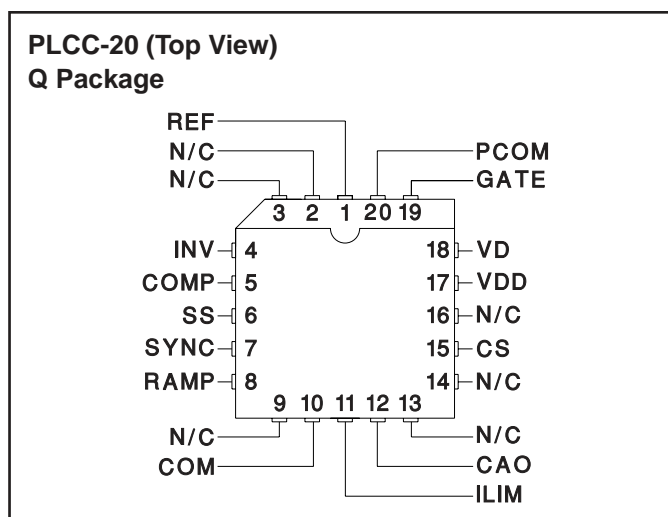 PLCC-20 (Top View)
Q Package
REF
N/C
PCOM
N/C
GATE
3 2 1 20 19
INV 4 18 VD
COMP 5 17 VDD
SS 6 16 N/C
SYNC 7 15 CS
RAMP 8 14 N/C
9 10 11 12 13
N/C N/C
COM CAO
ILIM